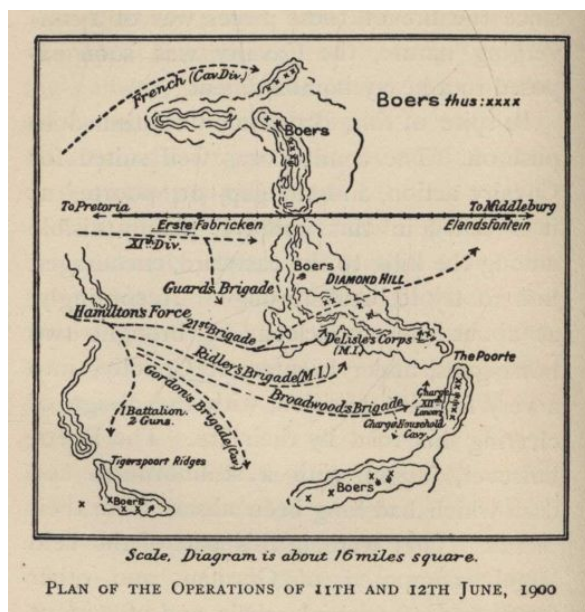 French (Cav. Div.)
Boers
Boers thus: xxxx
To Pretoria
To Middleburg
Erste Fabricken
Elandsfontein
XIth Div.
Guards. Brigade
Boers
DIAMOND HILL
Hamilton's Force
21st Brigade
DeLisle's Corps
(M.I.)
Ridley's Brigade (M.I.)
The Poorte
Broadwood's Brigade
Gordon's Brigade (Cav)
Charge
XIIth
Lancers
Charge Household
Cavy.
1 Battalion
2 Guns.
Tigerspoort Ridges
Boers
Boers
Scale, Diagram is about 16 miles square.
PLAN OF THE OPERATIONS OF 11TH AND 12TH JUNE, 1900